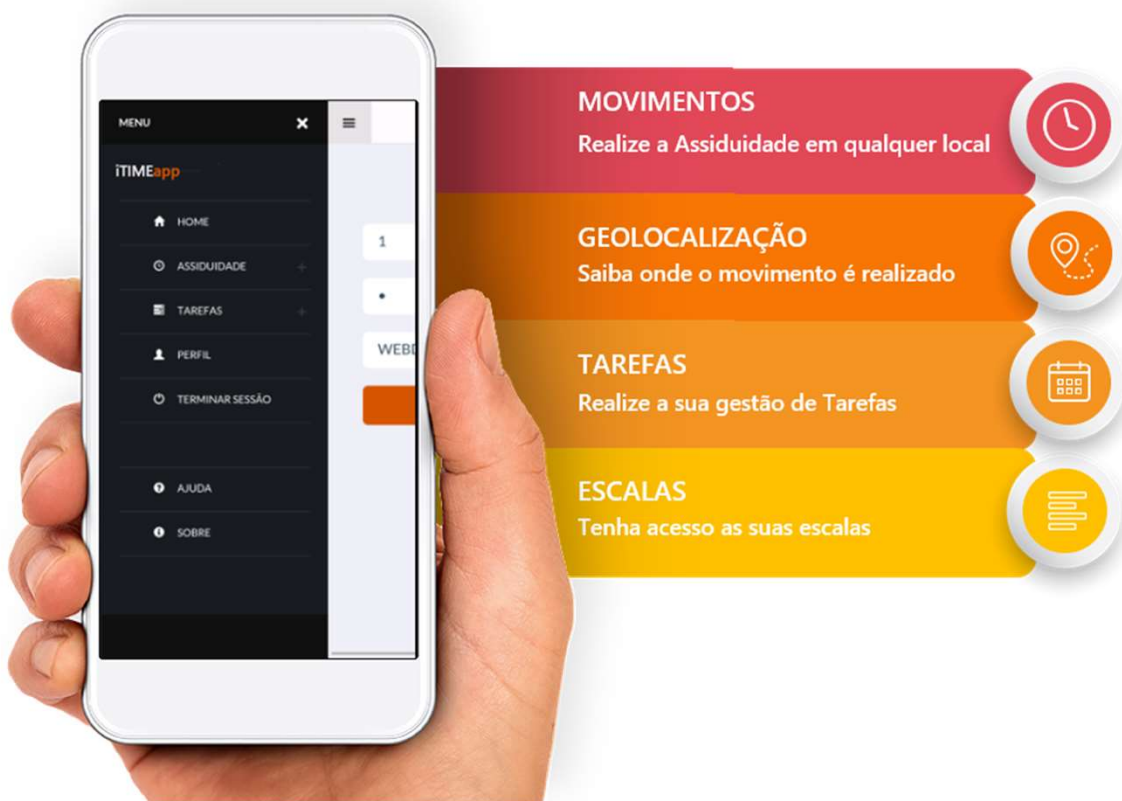 MENU
iTIMEapp
HOME
ASSIDUIDADE
TAREFAS
PERFIL
TERMINAR SESSÃO
AJUDA
SOBRE
1
WEBD
MOVIMENTOS
Realize a Assiduidade em qualquer local
GEOLOCALIZAÇÃO
Saiba onde o movimento é realizado
TAREFAS
Realize a sua gestão de Tarefas
ESCALAS
Tenha acesso as suas escalas